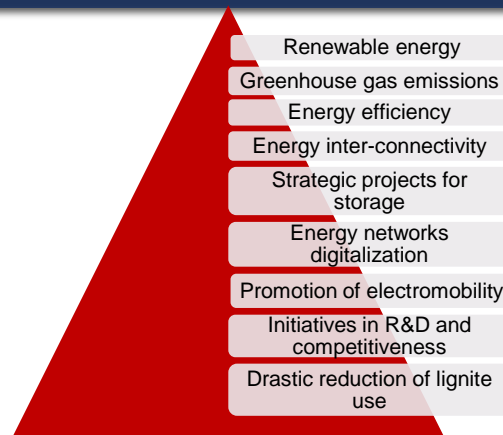 Renewable energy
Greenhouse gas emissions
Energy efficiency
Energy inter-connectivity
Strategic projects for
storage
Energy networks
digitalization
Promotion of electromobility
Initiatives in R&D and
competitiveness
Drastic reduction of lignite
use